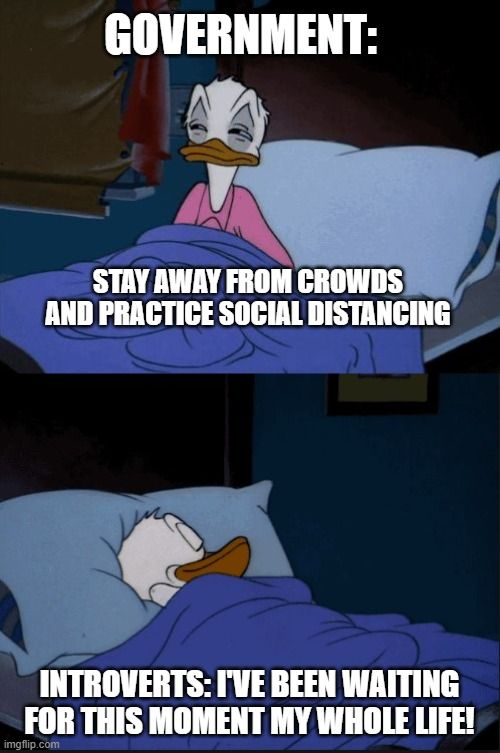 GOVERNMENT:
STAY AWAY FROM CROWDS
AND PRACTICE SOCIAL DISTANCING
INTROVERTS: I'VE BEEN WAITING
FOR THIS MOMENT MY WHOLE LIFE!
imgflip.com